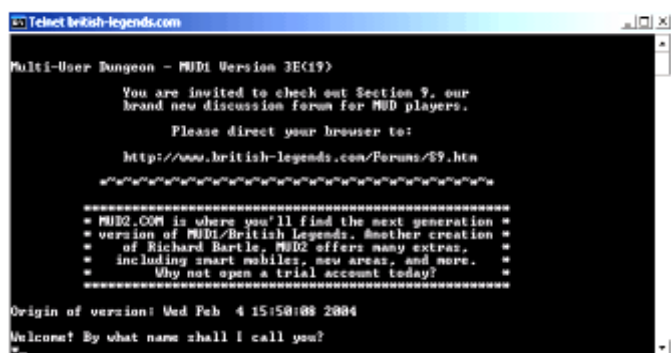 Telnet british-legends.com
Multi-User Dungeon - MUD1 Version 3E(19)
You are invited to check out Section 9, our
brand new discussion forum for MUD players.
Please direct your browser to:
http://www.british-legends.com/Forums/S9.htm
*~*~*~*~*~*~*~*~*~*~*~*~*~*~*~*~*~*~*~*~*~*~*~*~*
******************************************************
* MUD2.COM is where you'll find the next generation *
* version of MUD1/British Legends. Another creation *
* of Richard Bartle, MUD2 offers many extras, *
* including smart mobiles, new areas, and more. *
* Why not open a trial account today? *
******************************************************
Origin of version: Wed Feb 4 15:50:08 2004
Welcome! By what name shall I call you?
*